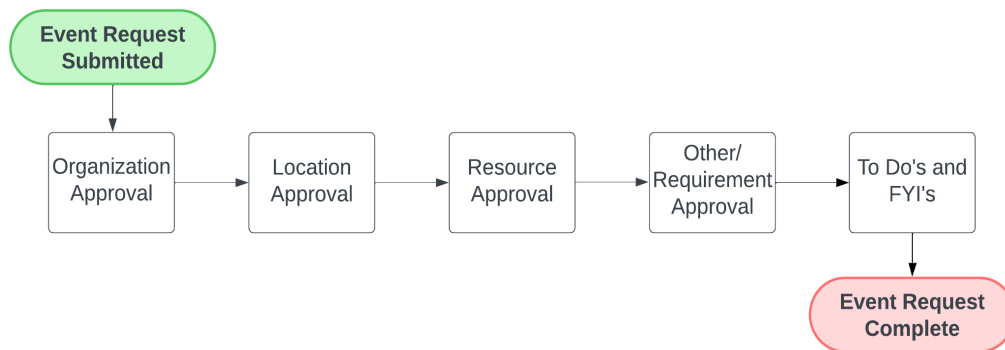 Event Request
Submitted
Organization
Approval
Location
Approval
Resource
Approval
Other/
Requirement
Approval
To Do's and
FYI's
Event Request
Complete